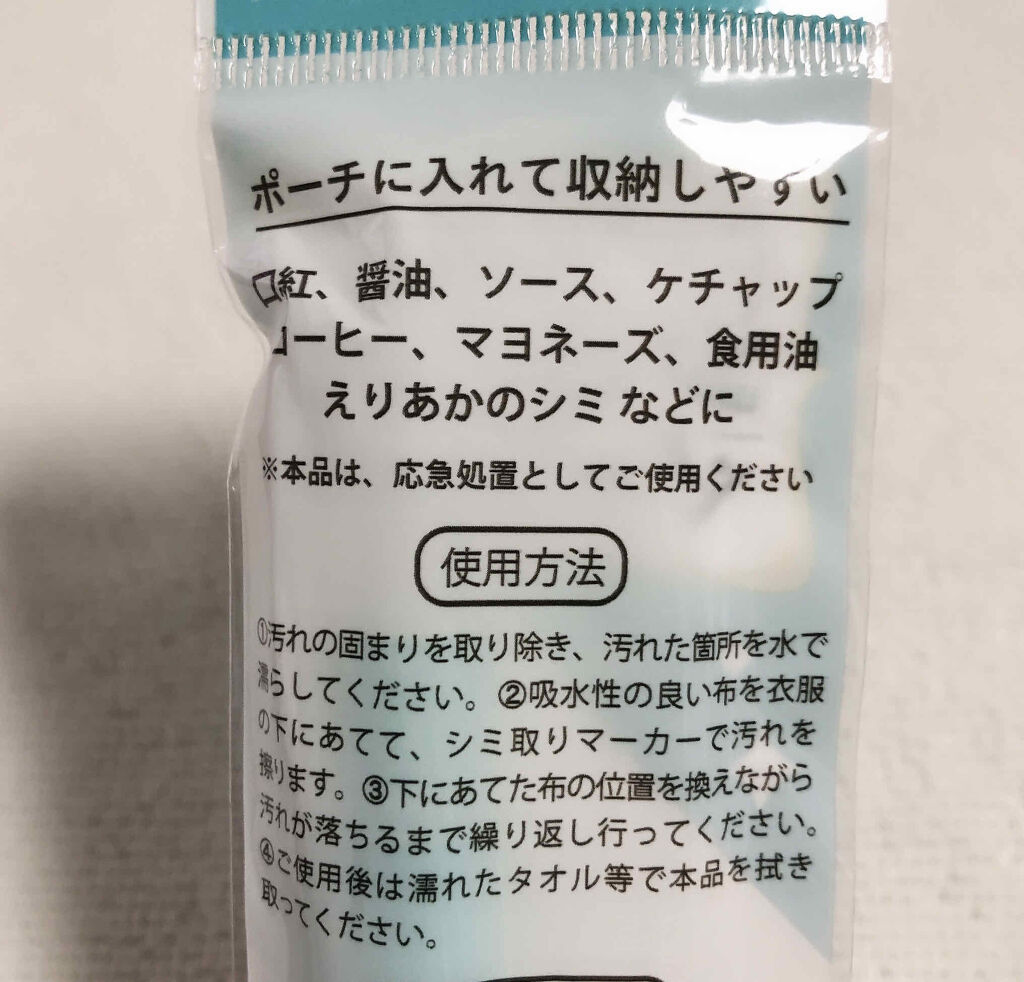 ポーチに入れて収納しやすい
口紅、醤油、ソース、ケチャップ
コーヒー、マヨネーズ、食用油
えりあかのシミ などに
※本品は、応急処置としてご使用ください
使用方法
①汚れの固まりを取り除き、汚れた箇所を水で
濡らしてください。②吸水性の良い布を衣服
の下にあてて、シミ取りマーカーで汚れを
擦ります。③下にあてた布の位置を換えながら
汚れが落ちるまで繰り返し行ってください。
④ご使用後は濡れたタオル等で本品を拭き
取ってください。